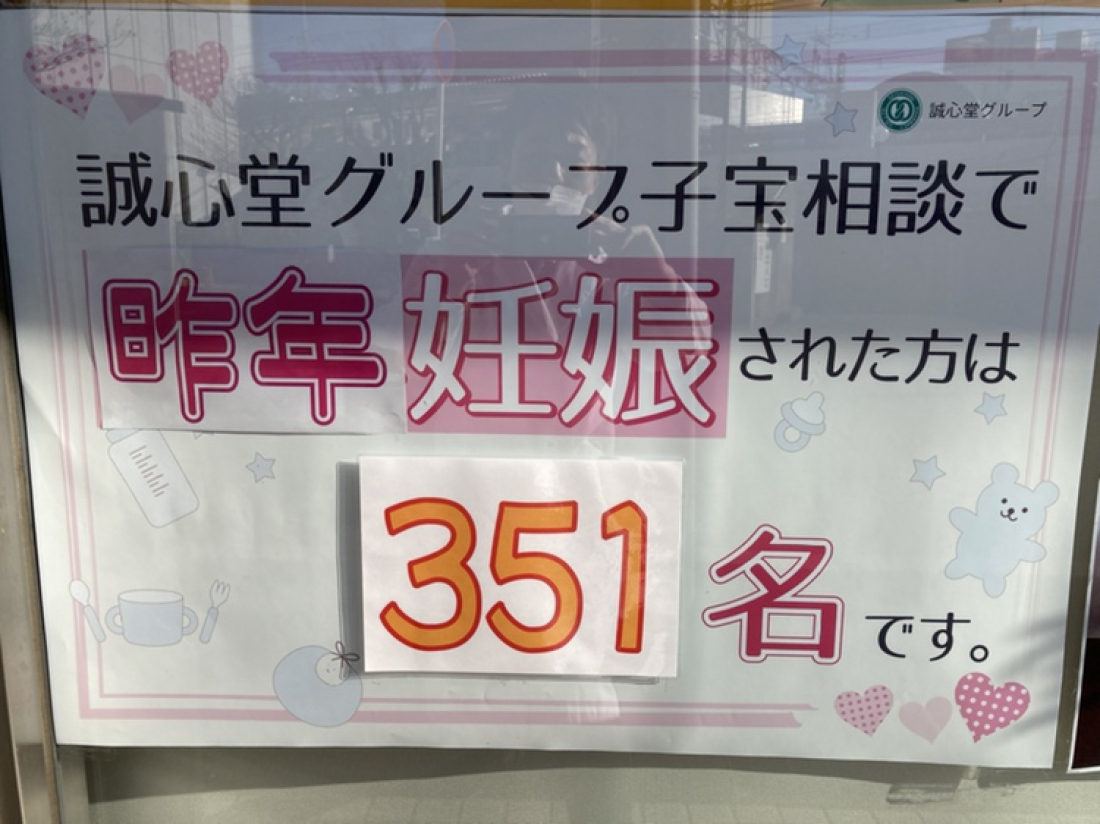 誠心堂グループ
誠心堂グループ子宝相談で
昨年妊娠された方は
351名です。